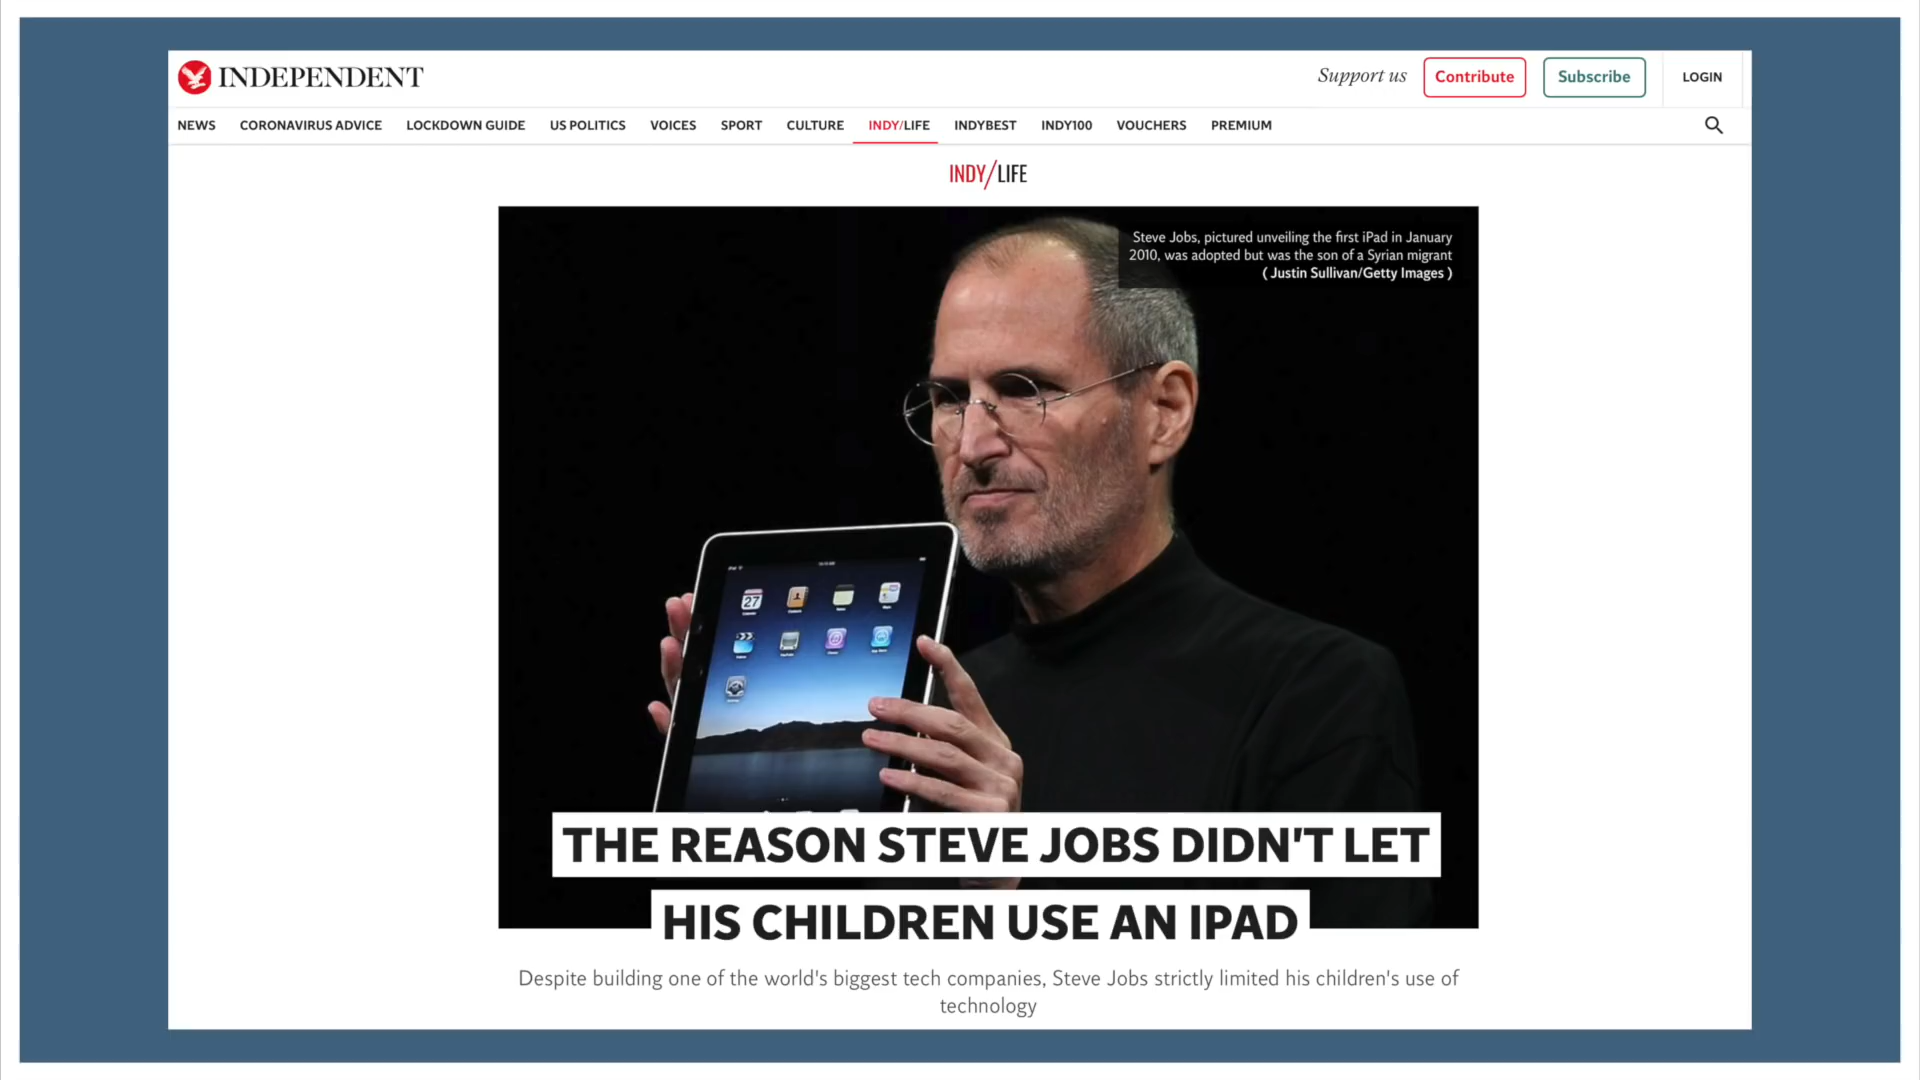 INDEPENDENT
Support us
Contribute
Subscribe
LOGIN
NEWS CORONAVIRUS ADVICE LOCKDOWN GUIDE US POLITICS VOICES SPORT CULTURE INDY/LIFE INDYBEST INDY100 VOUCHERS PREMIUM
INDY/LIFE
Steve Jobs, pictured unveiling the first iPad in January
2010, was adopted but was the son of a Syrian migrant
( Justin Sullivan/Getty Images )
27
THE REASON STEVE JOBS DIDN'T LET
HIS CHILDREN USE AN IPAD
Despite building one of the world's biggest tech companies, Steve Jobs strictly limited his children's use of
technology